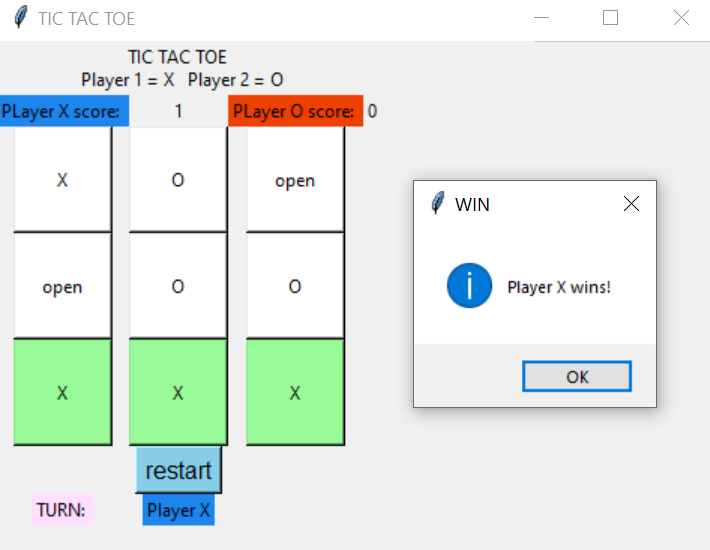 TIC TAC TOE
TIC TAC TOE
Player 1 = X   Player 2 = O
PLayer X score: 1 PLayer O score: 0
X O open
open O O
X X X
restart
TURN: Player X
WIN
Player X wins!
OK